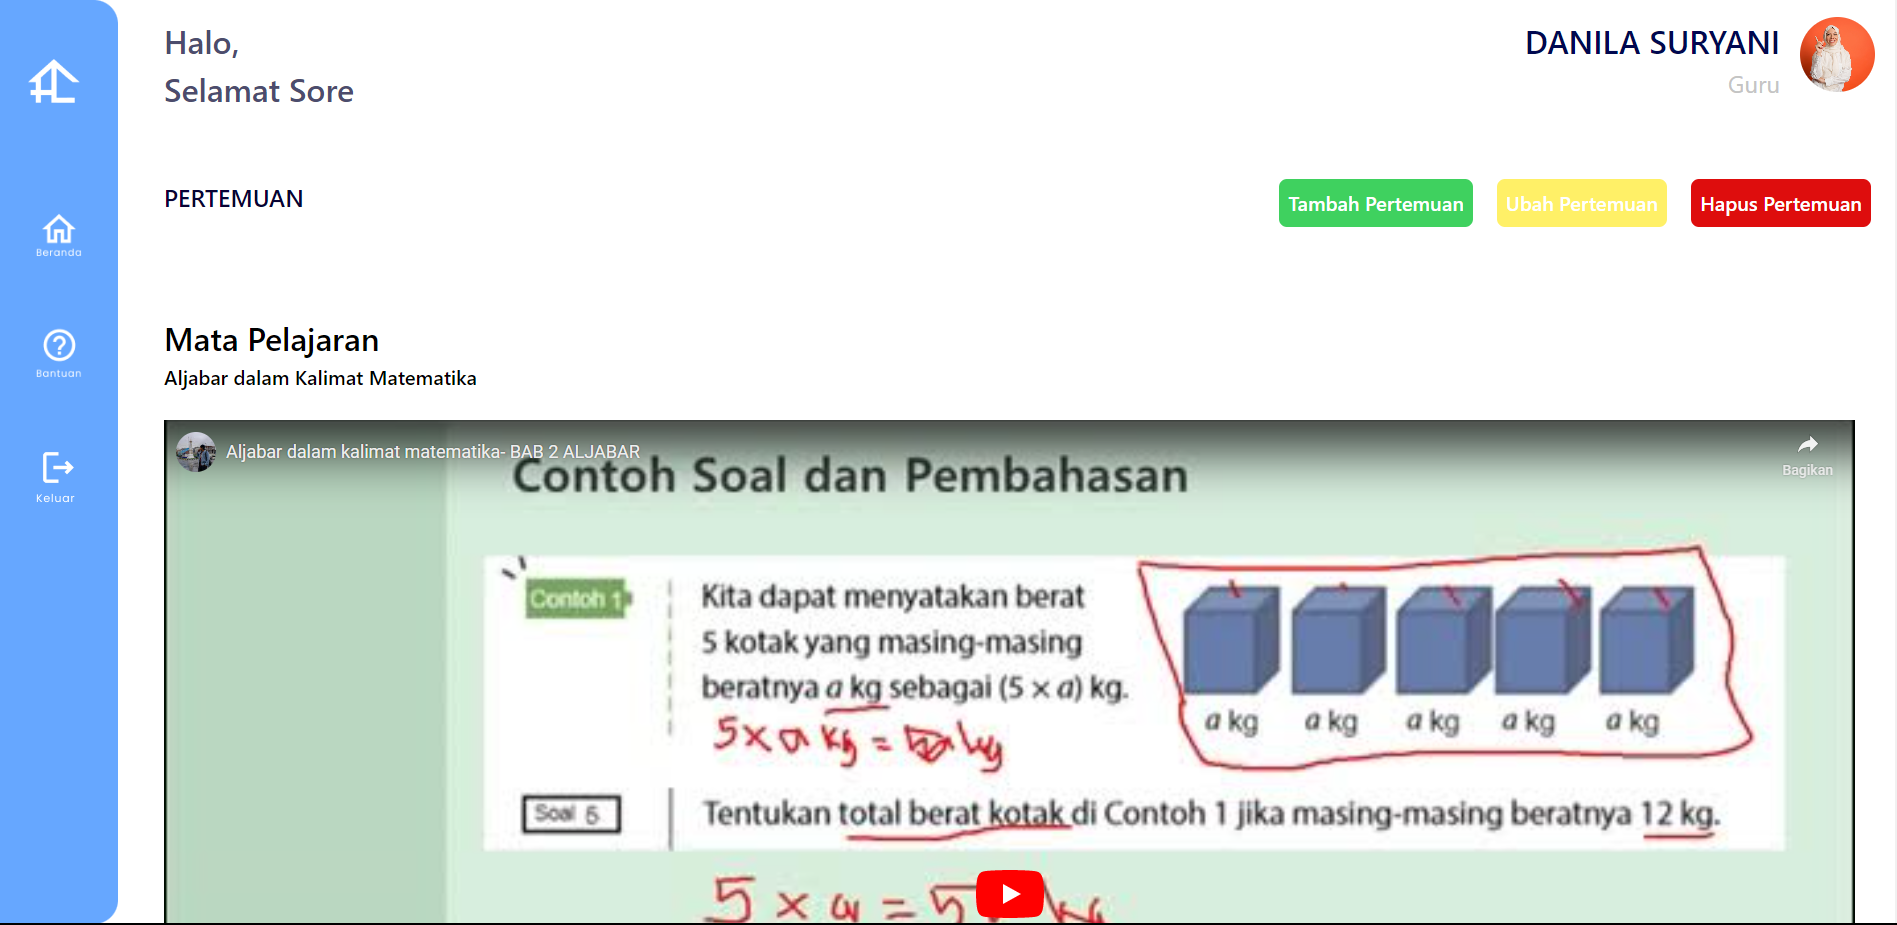 Halo,
Selamat Sore
DANILA SURYANI
Guru
Beranda
Bantuan
Keluar
PERTEMUAN
Tambah Pertemuan
Ubah Pertemuan
Hapus Pertemuan
Mata Pelajaran
Aljabar dalam Kalimat Matematika
Aljabar dalam kalimat matematika- BAB 2 ALJABAR
Bagikan
Contoh Soal dan Pembahasan
Contoh 1
Kita dapat menyatakan berat
5 kotak yang masing-masing
beratnya a kg sebagai (5 × a) kg.
a kg a kg a kg a kg a kg
5 × a kg = 5a kg
Soal 5
Tentukan total berat kotak di Contoh 1 jika masing-masing beratnya 12 kg.
5 × a = 5 kg